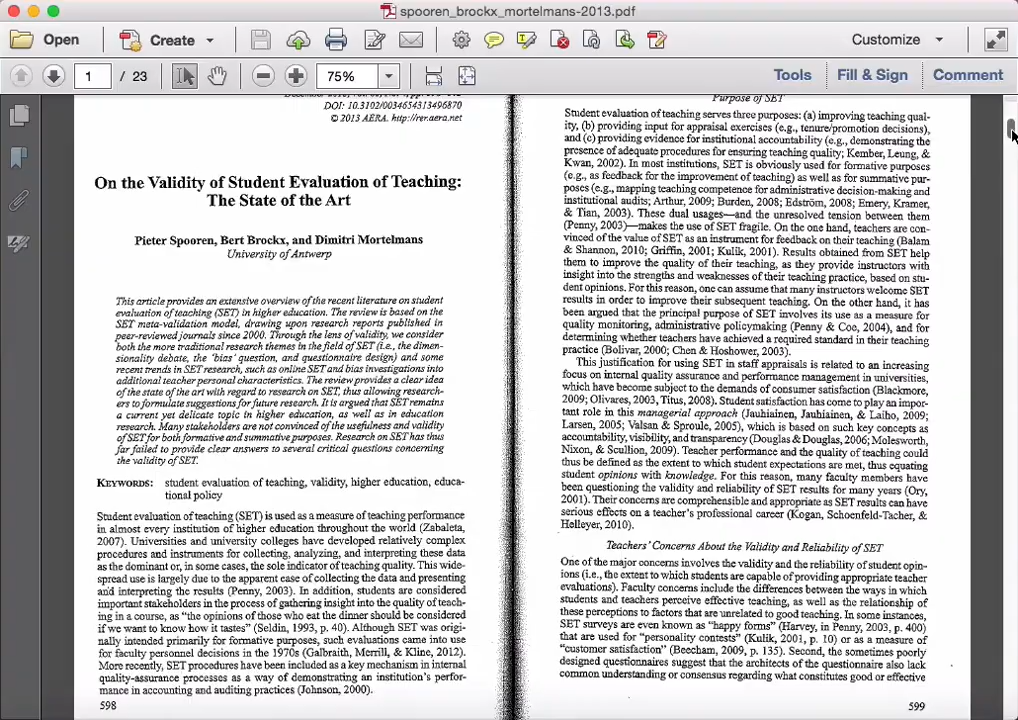 spooren_brockx_mortelmans-2013.pdf
Open
Create
Customize
1
/ 23
75%
Tools
Fill & Sign
Comment
DOI: 10.3102/0034654313496870
© 2013 AERA. http://rer.aera.net
On the Validity of Student Evaluation of Teaching:
The State of the Art
Pieter Spooren, Bert Brockx, and Dimitri Mortelmans
University of Antwerp
This article provides an extensive overview of the recent literature on student
evaluation of teaching (SET) in higher education. The review is based on the
SET meta-validation model, drawing upon research reports published in
peer-reviewed journals since 2000. Through the lens of validity, we consider
both the more traditional research themes in the field of SET (i.e., the dimen-
sionality debate, the ‘bias’ question, and questionnaire design) and some
recent trends in SET research, such as online SET and bias investigations into
additional teacher personal characteristics. The review provides a clear idea
of the state of the art with regard to research on SET, thus allowing research-
ers to formulate suggestions for future research. It is argued that SET remains
a current yet delicate topic in higher education, as well as in education
research. Many stakeholders are not convinced of the usefulness and validity
of SET for both formative and summative purposes. Research on SET has thus
far failed to provide clear answers to several critical questions concerning
the validity of SET.
KEYWORDS: student evaluation of teaching, validity, higher education, educa-
tional policy
Student evaluation of teaching (SET) is used as a measure of teaching performance
in almost every institution of higher education throughout the world (Zabaleta,
2007). Universities and university colleges have developed relatively complex
procedures and instruments for collecting, analyzing, and interpreting these data
as the dominant or, in some cases, the sole indicator of teaching quality. This wide-
spread use is largely due to the apparent ease of collecting the data and presenting
and interpreting the results (Penny, 2003). In addition, students are considered
important stakeholders in the process of gathering insight into the quality of teach-
ing in a course, as “the opinions of those who eat the dinner should be considered
if we want to know how it tastes” (Seldin, 1993, p. 40). Although SET was origi-
nally intended primarily for formative purposes, such evaluations came into use
for faculty personnel decisions in the 1970s (Galbraith, Merrill, & Kline, 2012).
More recently, SET procedures have been included as a key mechanism in internal
quality-assurance processes as a way of demonstrating an institution’s perfor-
mance in accounting and auditing practices (Johnson, 2000).
598
Purpose of SET
Student evaluation of teaching serves three purposes: (a) improving teaching qual-
ity, (b) providing input for appraisal exercises (e.g., tenure/promotion decisions),
and (c) providing evidence for institutional accountability (e.g., demonstrating the
presence of adequate procedures for ensuring teaching quality; Kember, Leung, &
Kwan, 2002). In most institutions, SET is obviously used for formative purposes
(e.g., as feedback for the improvement of teaching) as well as for summative pur-
poses (e.g., mapping teaching competence for administrative decision-making and
institutional audits; Arthur, 2009; Burden, 2008; Edström, 2008; Emery, Kramer,
& Tian, 2003). These dual usages—and the unresolved tension between them
(Penny, 2003)—makes the use of SET fragile. On the one hand, teachers are con-
vinced of the value of SET as an instrument for feedback on their teaching (Balam
& Shannon, 2010; Griffin, 2001; Kulik, 2001). Results obtained from SET help
them to improve the quality of their teaching, as they provide instructors with
insight into the strengths and weaknesses of their teaching practice, based on stu-
dent opinions. For this reason, one can assume that many instructors welcome SET
results in order to improve their subsequent teaching. On the other hand, it has
been argued that the principal purpose of SET involves its use as a measure for
quality monitoring, administrative policymaking (Penny & Coe, 2004), and for
determining whether teachers have achieved a required standard in their teaching
practice (Bolivar, 2000; Chen & Hoshower, 2003).
This justification for using SET in staff appraisals is related to an increasing
focus on internal quality assurance and performance management in universities,
which have become subject to the demands of consumer satisfaction (Blackmore,
2009; Olivares, 2003, Titus, 2008). Student satisfaction has come to play an impor-
tant role in this managerial approach (Jauhiainen, Jauhiainen, & Laiho, 2009;
Larsen, 2005; Valsan & Sproule, 2005), which is based on such key concepts as
accountability, visibility, and transparency (Douglas & Douglas, 2006; Molesworth,
Nixon, & Scullion, 2009). Teacher performance and the quality of teaching could
thus be defined as the extent to which student expectations are met, thus equating
student opinions with knowledge. For this reason, many faculty members have
been questioning the validity and reliability of SET results for many years (Ory,
2001). Their concerns are comprehensible and appropriate as SET results can have
serious effects on a teacher’s professional career (Kogan, Schoenfeld-Tacher, &
Helleyer, 2010).
Teachers’ Concerns About the Validity and Reliability of SET
One of the major concerns involves the validity and the reliability of student opin-
ions (i.e., the extent to which students are capable of providing appropriate teacher
evaluations). Faculty concerns include the differences between the ways in which
students and teachers perceive effective teaching, as well as the relationship of
these perceptions to factors that are unrelated to good teaching. In some instances,
SET surveys are even known as “happy forms” (Harvey, in Penny, 2003, p. 400)
that are used for “personality contests” (Kulik, 2001, p. 10) or as a measure of
“customer satisfaction” (Beecham, 2009, p. 135). Second, the sometimes poorly
designed questionnaires suggest that the architects of the questionnaire also lack
common understanding or consensus regarding what constitutes good or effective
599